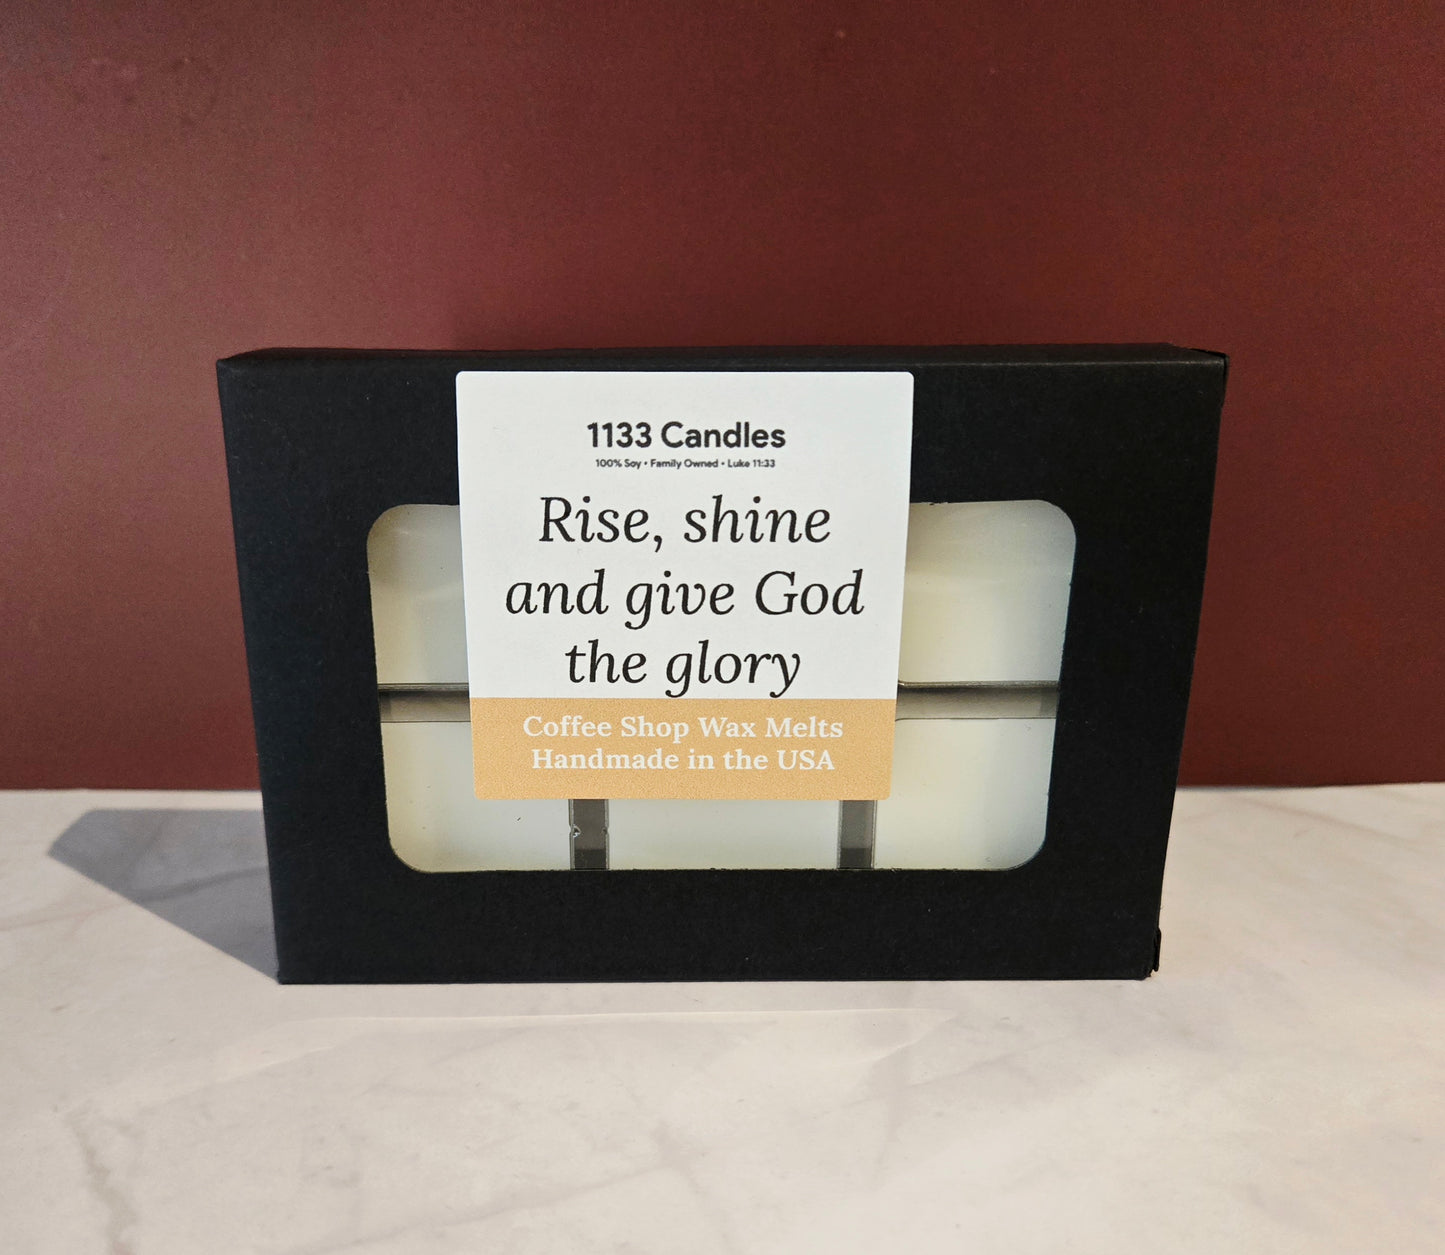 1133 Candles
100% Soy • Family Owned • Luke 11:33
Rise, shine
and give God
the glory
Coffee Shop Wax Melts
Handmade in the USA